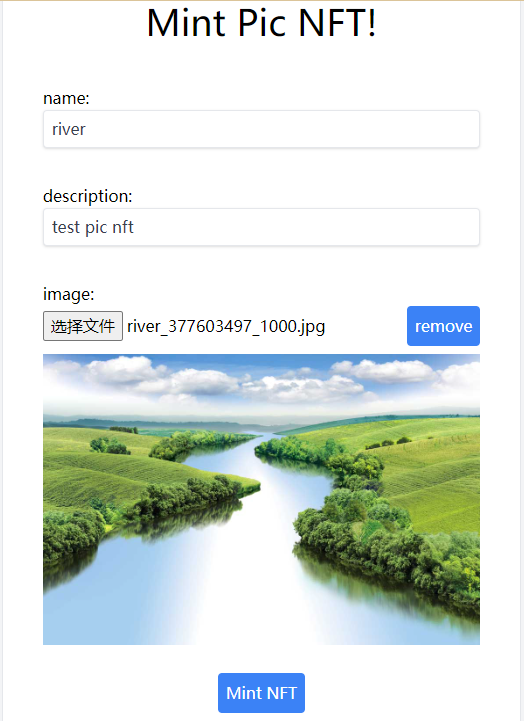 Mint Pic NFT!
name:
river
description:
test pic nft
image:
选择文件 river_377603497_1000.jpg remove
Mint NFT